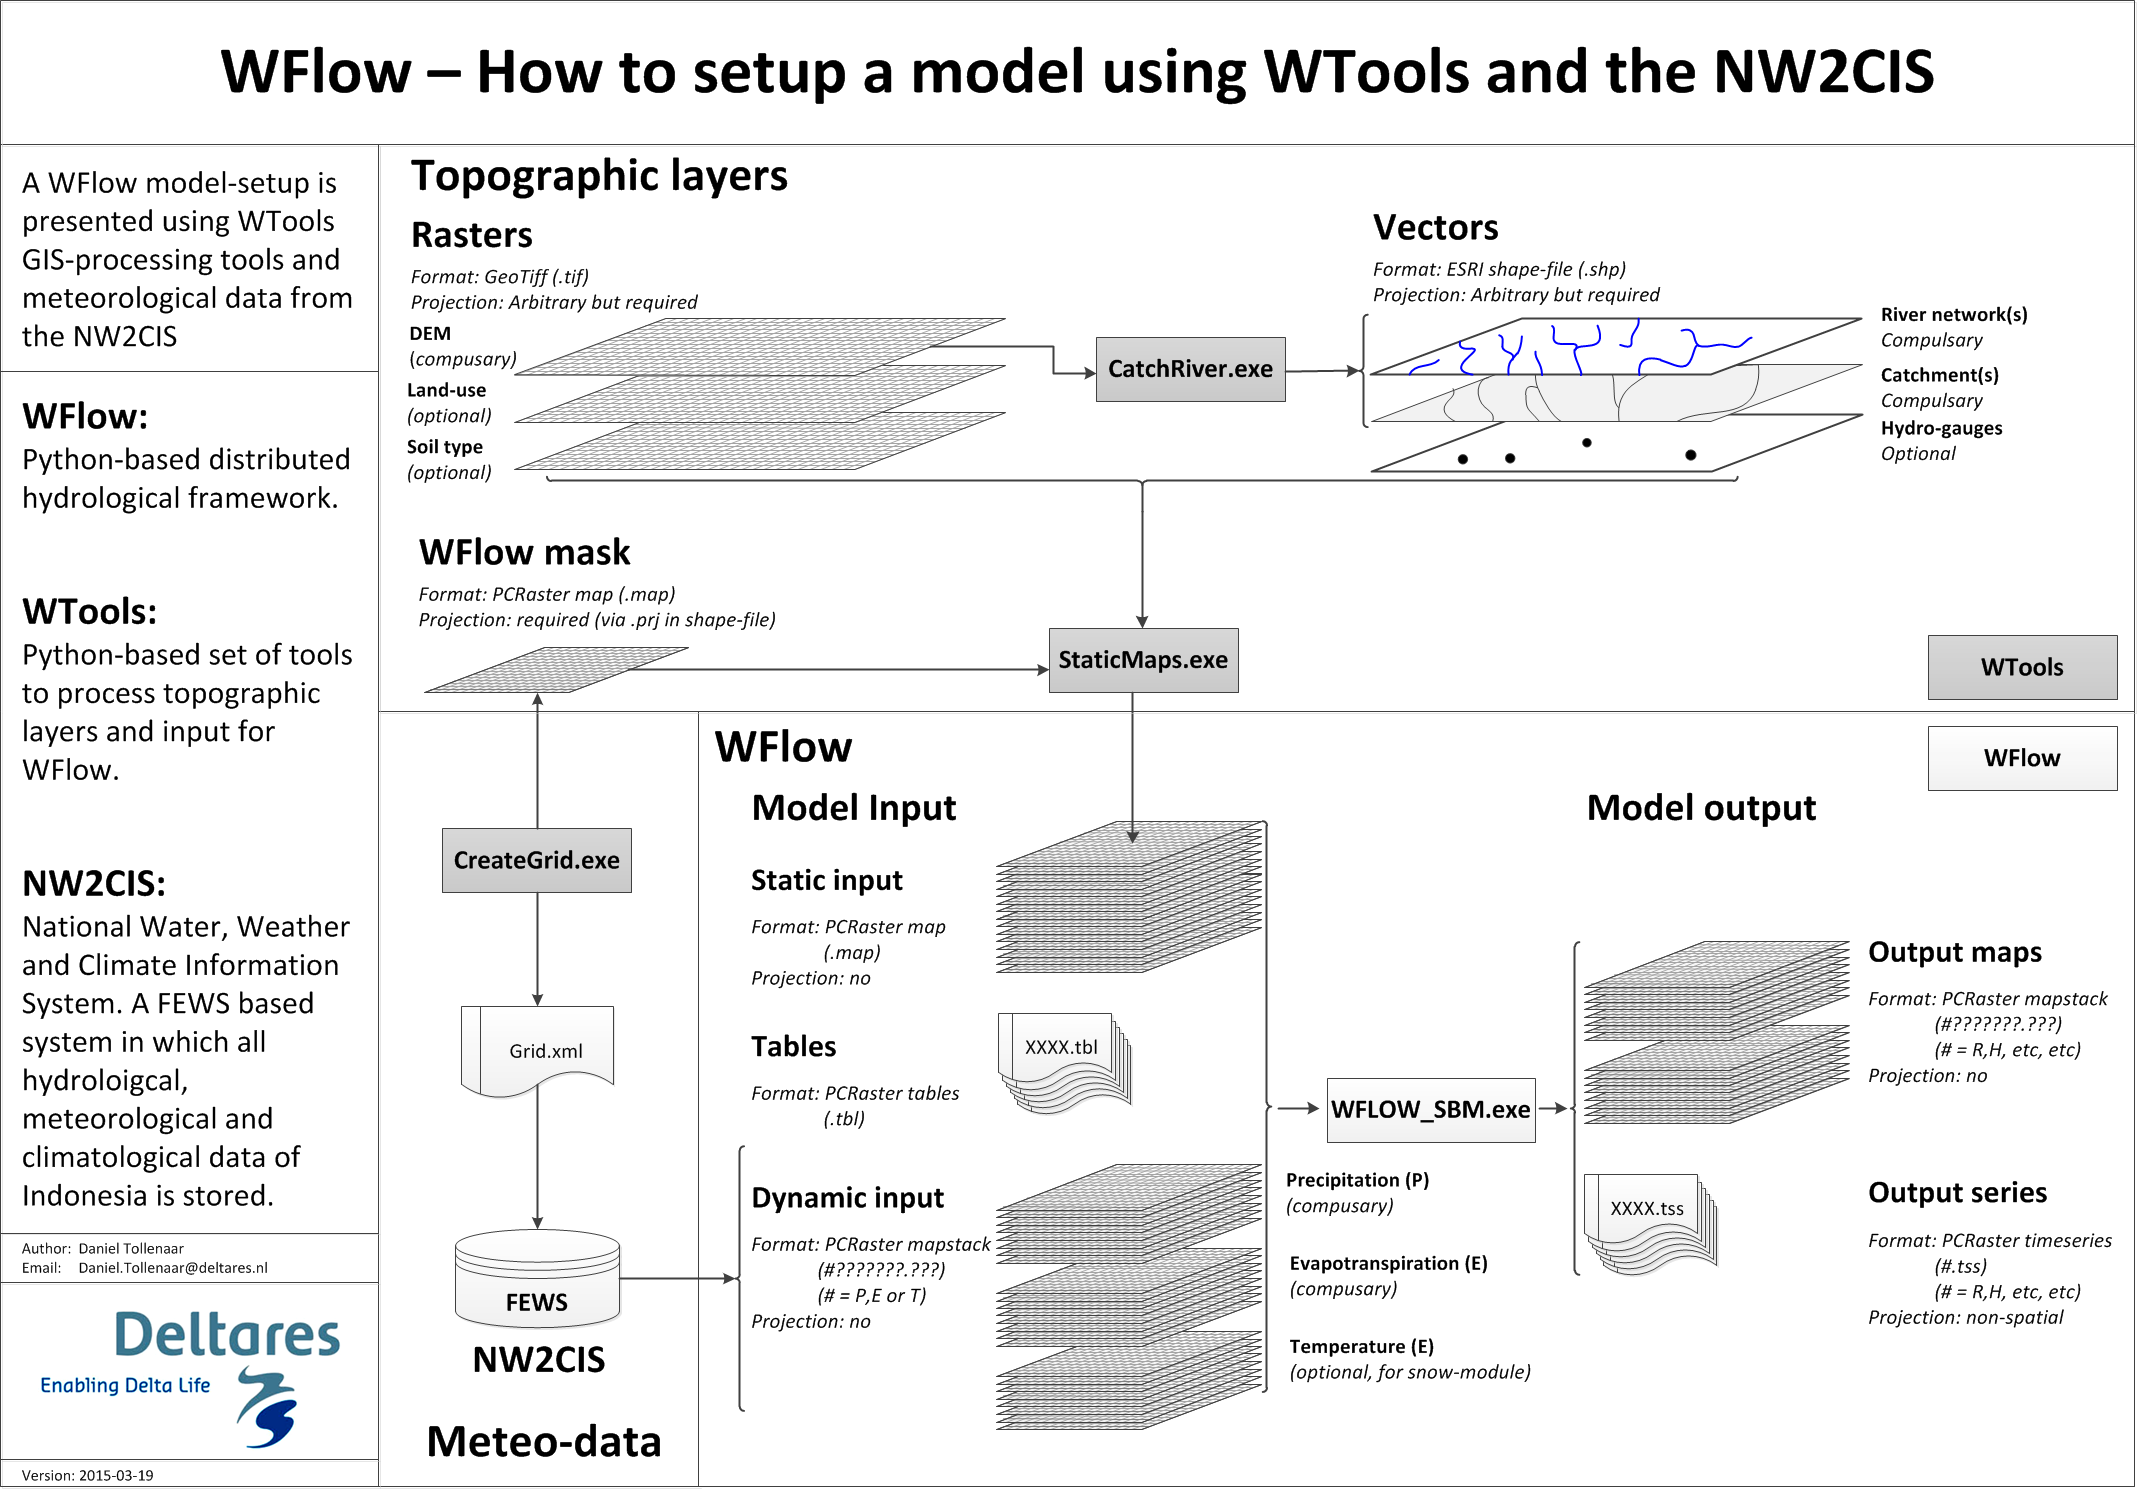 WFlow – How to setup a model using WTools and the NW2CIS
A WFlow model-setup is
presented using WTools
GIS-processing tools and
meteorological data from
the NW2CIS
WFlow:
Python-based distributed
hydrological framework.
WTools:
Python-based set of tools
to process topographic
layers and input for
WFlow.
NW2CIS:
National Water, Weather
and Climate Information
System. A FEWS based
system in which all
hydroloigcal,
meteorological and
climatological data of
Indonesia is stored.
Author: Daniel Tollenaar
Email: Daniel.Tollenaar@deltares.nl
Deltares
Enabling Delta Life
Version: 2015-03-19
Topographic layers
Rasters
Format: GeoTiff (.tif)
Projection: Arbitrary but required
DEM
(compusary)
Land-use
(optional)
Soil type
(optional)
CatchRiver.exe
Vectors
Format: ESRI shape-file (.shp)
Projection: Arbitrary but required
River network(s)
Compulsary
Catchment(s)
Compulsary
Hydro-gauges
Optional
WFlow mask
Format: PCRaster map (.map)
Projection: required (via .prj in shape-file)
StaticMaps.exe
WTools
WFlow
CreateGrid.exe
Grid.xml
FEWS
NW2CIS
Meteo-data
WFlow
Model Input
Static input
Format: PCRaster map
(.map)
Projection: no
Tables
Format: PCRaster tables
(.tbl)
XXXX.tbl
Dynamic input
Format: PCRaster mapstack
(#???????.???)
(# = P,E or T)
Projection: no
Precipitation (P)
(compusary)
Evapotranspiration (E)
(compusary)
Temperature (E)
(optional, for snow-module)
WFLOW_SBM.exe
Model output
Output maps
Format: PCRaster mapstack
(#???????.???)
(# = R,H, etc, etc)
Projection: no
XXXX.tss
Output series
Format: PCRaster timeseries
(#.tss)
(# = R,H, etc, etc)
Projection: non-spatial